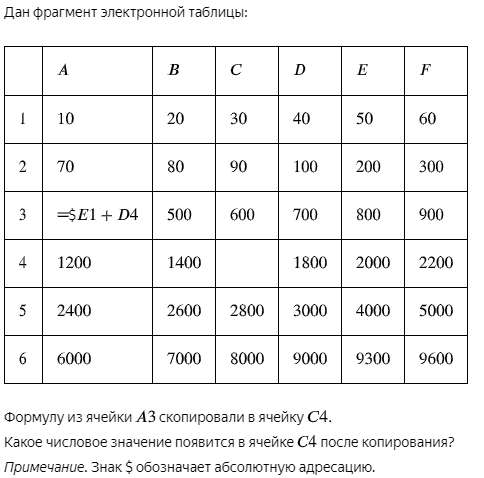 Дан фрагмент электронной таблицы:
A B C D E F
1 10 20 30 40 50 60
2 70 80 90 100 200 300
3 =$E1 + D4 500 600 700 800 900
4 1200 1400 1800 2000 2200
5 2400 2600 2800 3000 4000 5000
6 6000 7000 8000 9000 9300 9600
Формулу из ячейки A3 скопировали в ячейку C4.
Какое числовое значение появится в ячейке C4 после копирования?
Примечание. Знак $ обозначает абсолютную адресацию.